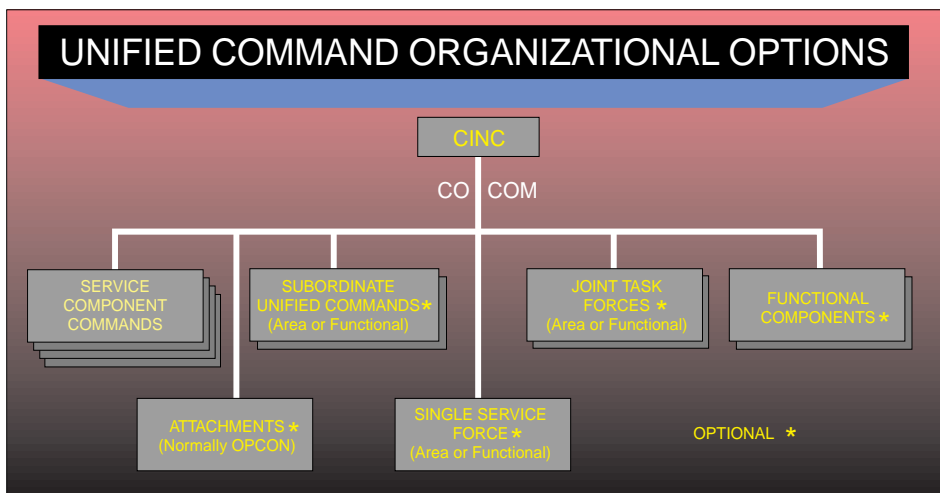 UNIFIED COMMAND ORGANIZATIONAL OPTIONS
CINC
CO COM
SERVICE
COMPONENT
COMMANDS
SUBORDINATE
UNIFIED COMMANDS*
(Area or Functional)
JOINT TASK
FORCES *
(Area or Functional)
FUNCTIONAL
COMPONENTS*
ATTACHMENTS*
(Normally OPCON)
SINGLE SERVICE
FORCE*
(Area or Functional)
OPTIONAL *